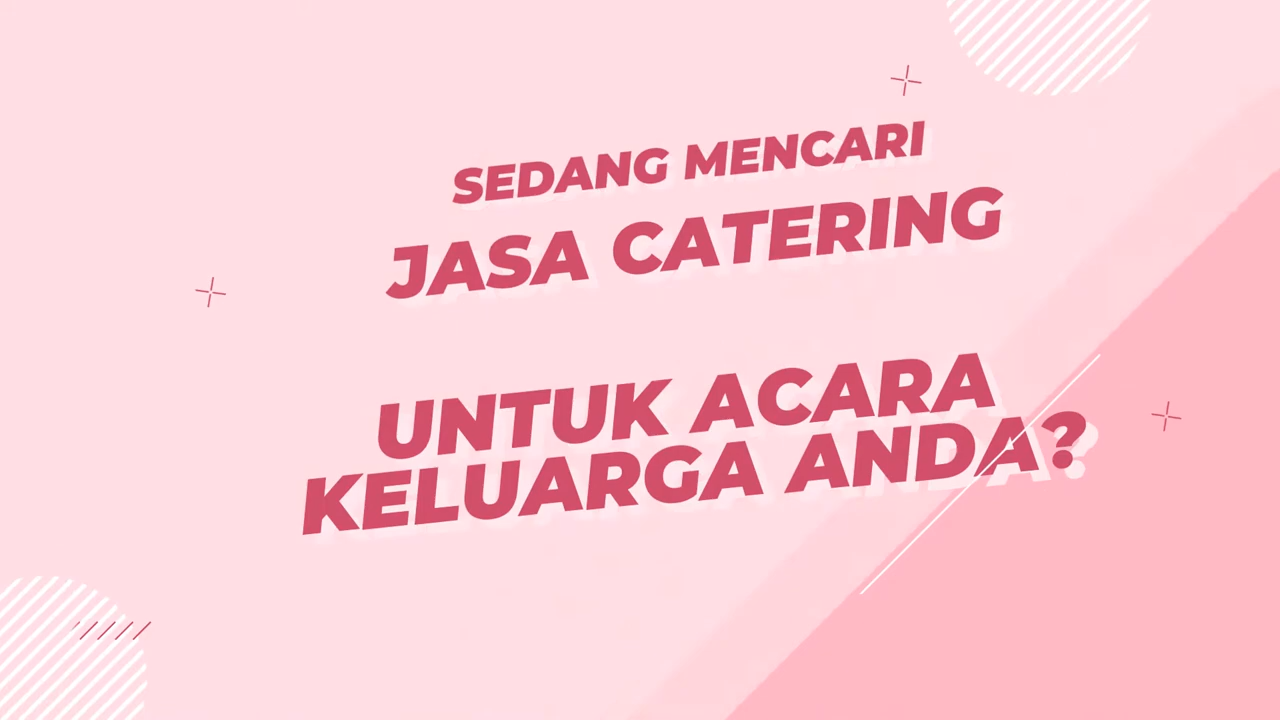 SEDANG MENCARI
JASA CATERING
UNTUK ACARA
KELUARGA ANDA?